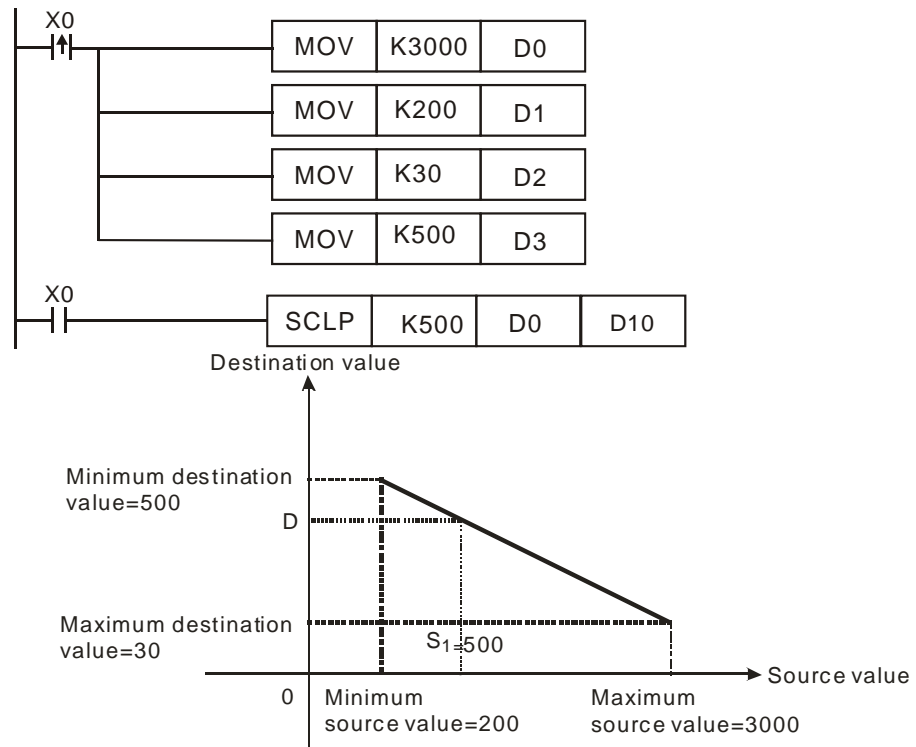 X0
MOV K3000 D0
MOV K200 D1
MOV K30 D2
MOV K500 D3
X0
SCLP K500 D0 D10
Destination value
Minimum destination
value=500
D
Maximum destination
value=30
S1=500
Source value
0
Minimum
source value=200
Maximum
source value=3000